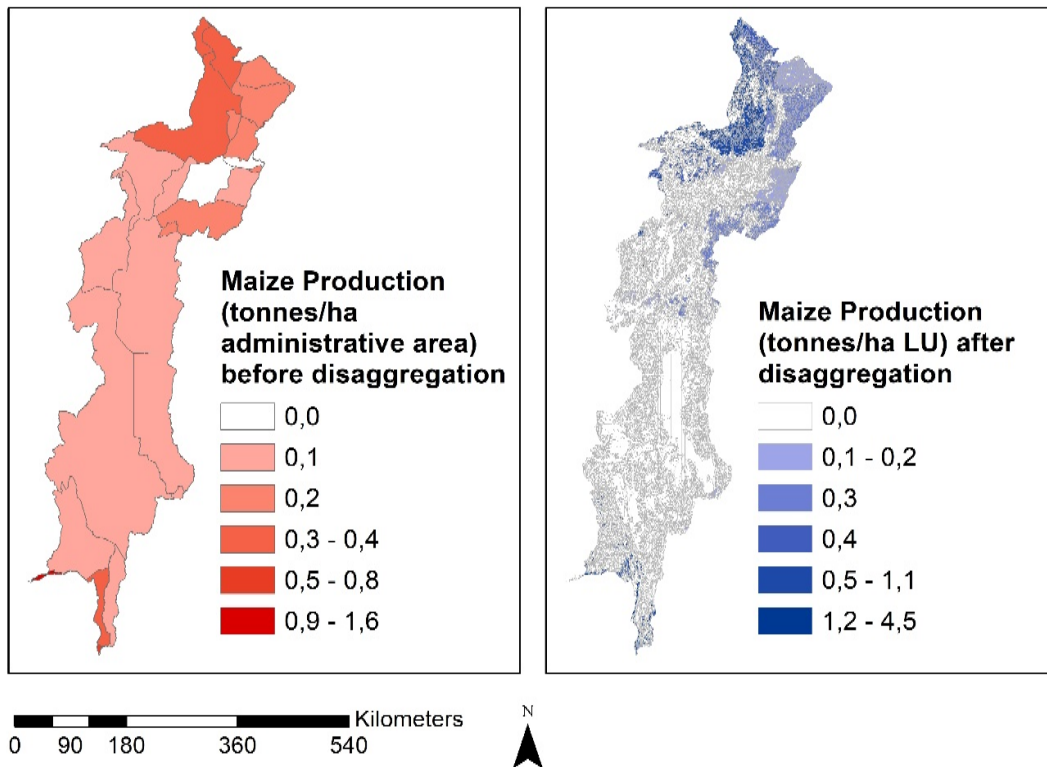 Maize Production
(tonnes/ha
administrative area)
before disaggregation
0,0
0,1
0,2
0,3 - 0,4
0,5 - 0,8
0,9 - 1,6
Maize Production
(tonnes/ha LU) after
disaggregation
0,0
0,1 - 0,2
0,3
0,4
0,5 - 1,1
1,2 - 4,5
Kilometers
0 90 180 360 540
N